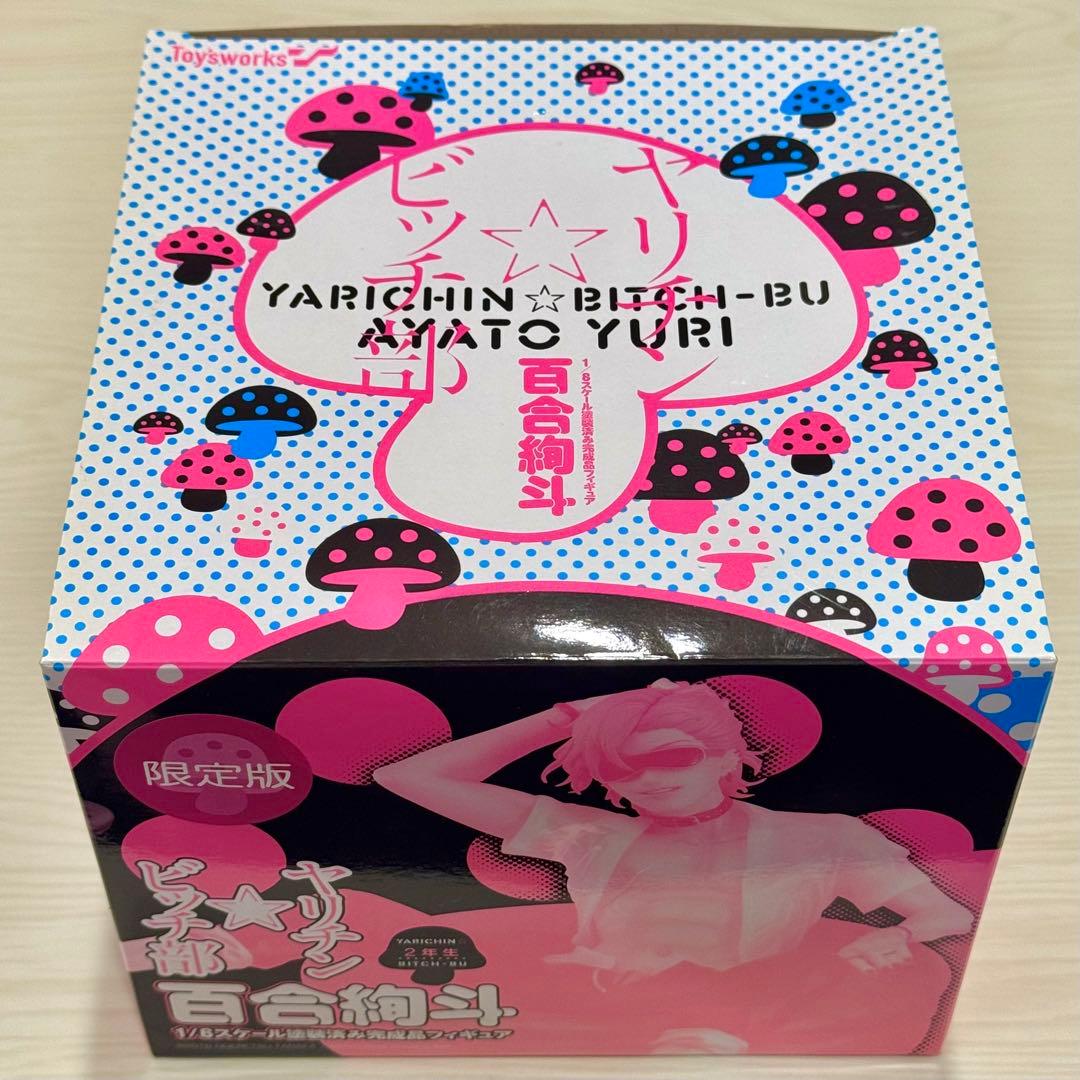 Toysworks
ヤリチン
☆
ビッチ部
YARICHIN☆BITCH-BU
AYATO YURI
1/8スケール塗装済み完成品フィギュア
百合絢斗
限定版
ヤリチン
☆
ビッチ部
YARICHIN☆
2年生
BITCH-BU
百合絢斗
1/8スケール塗装済み完成品フィギュア